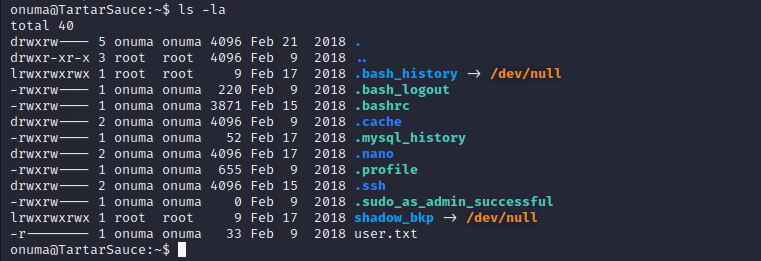 onuma@TartarSauce:~$ ls -la
total 40
drwxrw---- 5 onuma onuma 4096 Feb 21  2018 .
drwxr-xr-x 3 root  root  4096 Feb  9  2018 ..
lrwxrwxrwx 1 root  root     9 Feb 17  2018 .bash_history -> /dev/null
-rwxrw---- 1 onuma onuma  220 Feb  9  2018 .bash_logout
-rwxrw---- 1 onuma onuma 3871 Feb 15  2018 .bashrc
drwxrw---- 2 onuma onuma 4096 Feb  9  2018 .cache
-rwxrw---- 1 onuma onuma   52 Feb 17  2018 .mysql_history
drwxrw---- 2 onuma onuma 4096 Feb 17  2018 .nano
-rwxrw---- 1 onuma onuma  655 Feb  9  2018 .profile
drwxrw---- 2 onuma onuma 4096 Feb 15  2018 .ssh
-rwxrw---- 1 onuma onuma    0 Feb  9  2018 .sudo_as_admin_successful
lrwxrwxrwx 1 root  root     9 Feb 17  2018 shadow_bkp -> /dev/null
-r-------- 1 onuma onuma   33 Feb  9  2018 user.txt
onuma@TartarSauce:~$